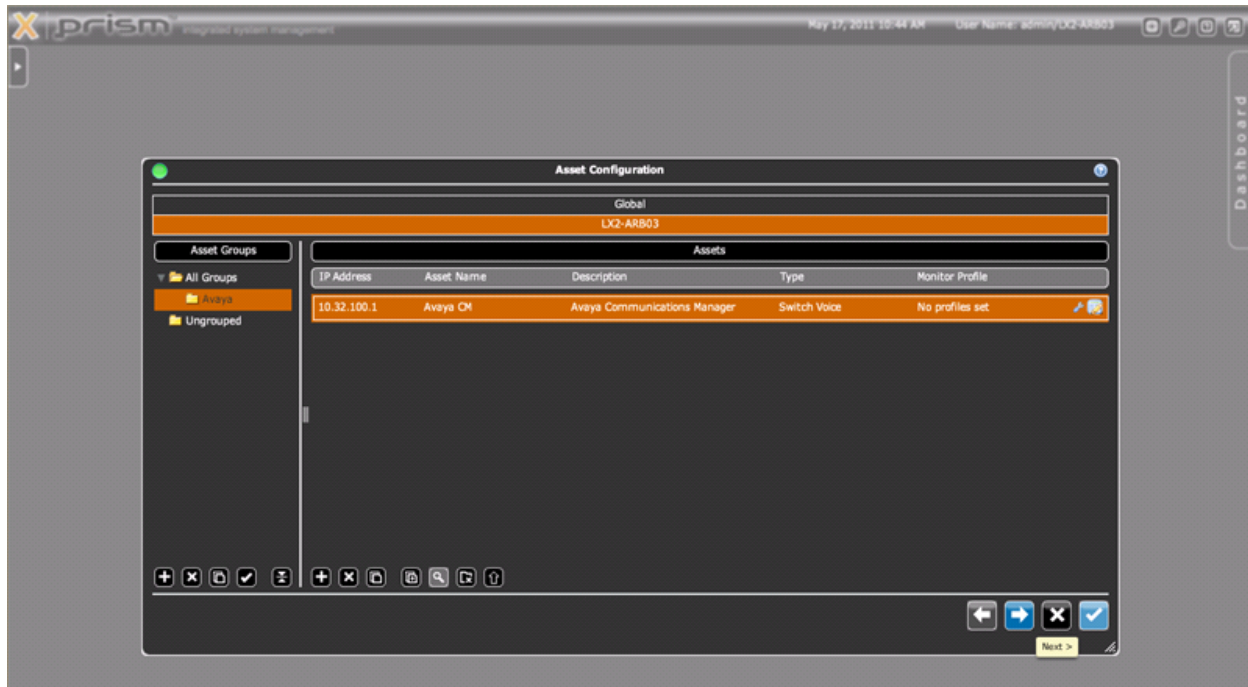 X prism integrated system management May 17, 2011 10:44 AM User Name: admin/LX2-ARB03
Dashboard
Asset Configuration
Global
LX2-ARB03
Asset Groups
Assets
All Groups
Avaya
Ungrouped
IP Address Asset Name Description Type Monitor Profile
10.32.100.1 Avaya CM Avaya Communications Manager Switch Voice No profiles set
Next >